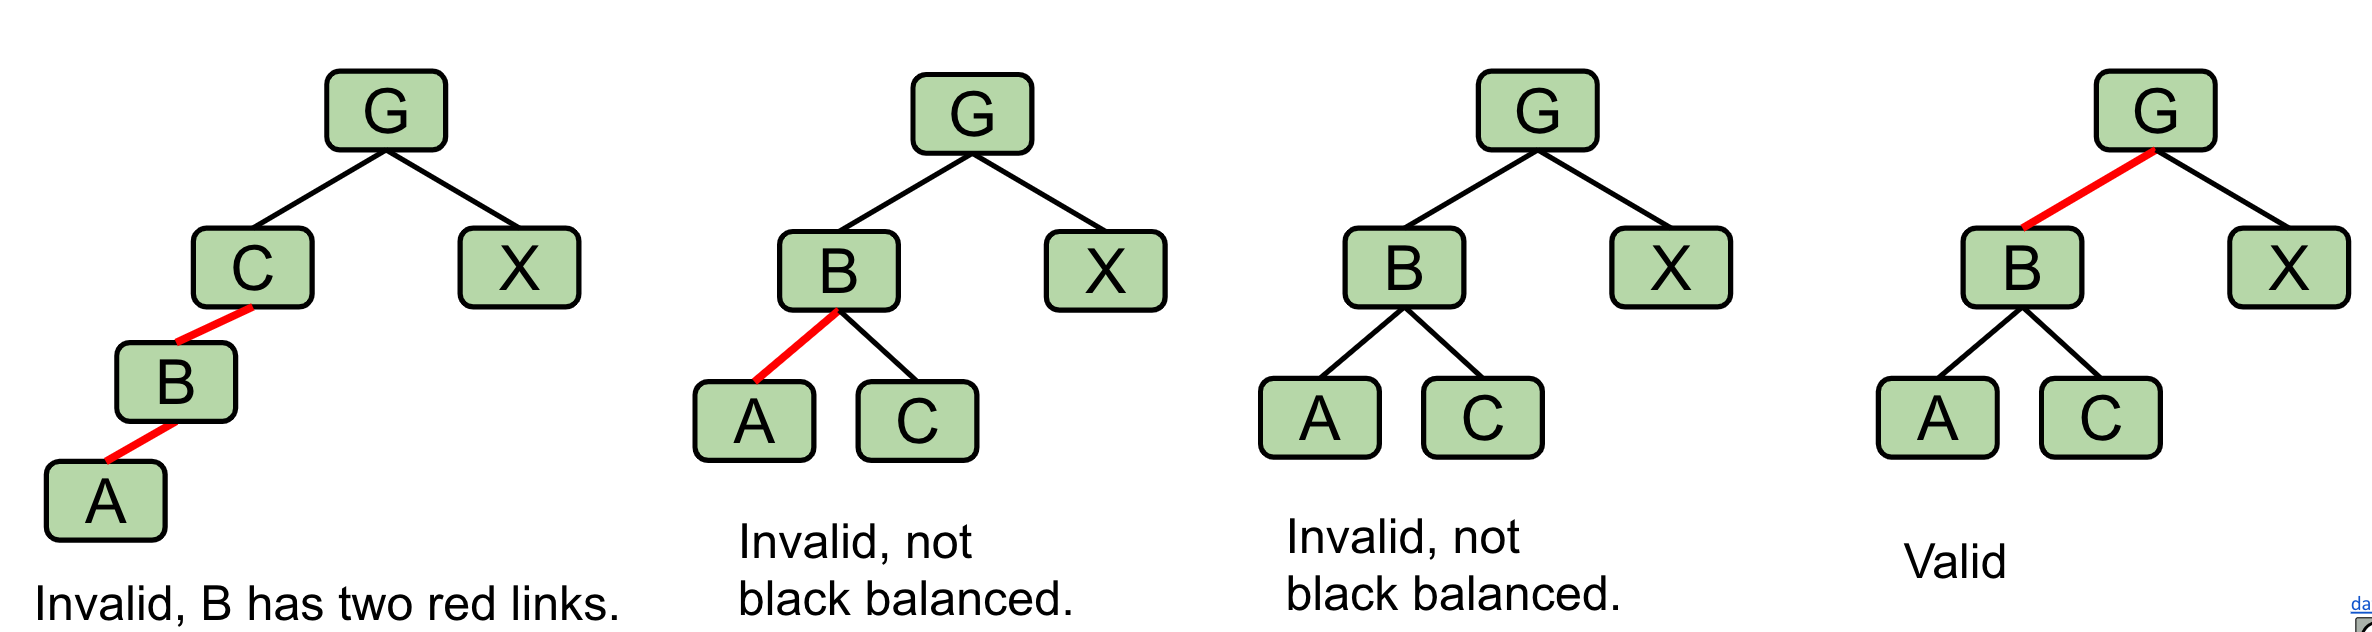 G
C
X
B
A
Invalid, B has two red links.
G
B
X
A
C
Invalid, not
black balanced.
G
B
X
A
C
Invalid, not
black balanced.
G
B
X
A
C
Valid
da